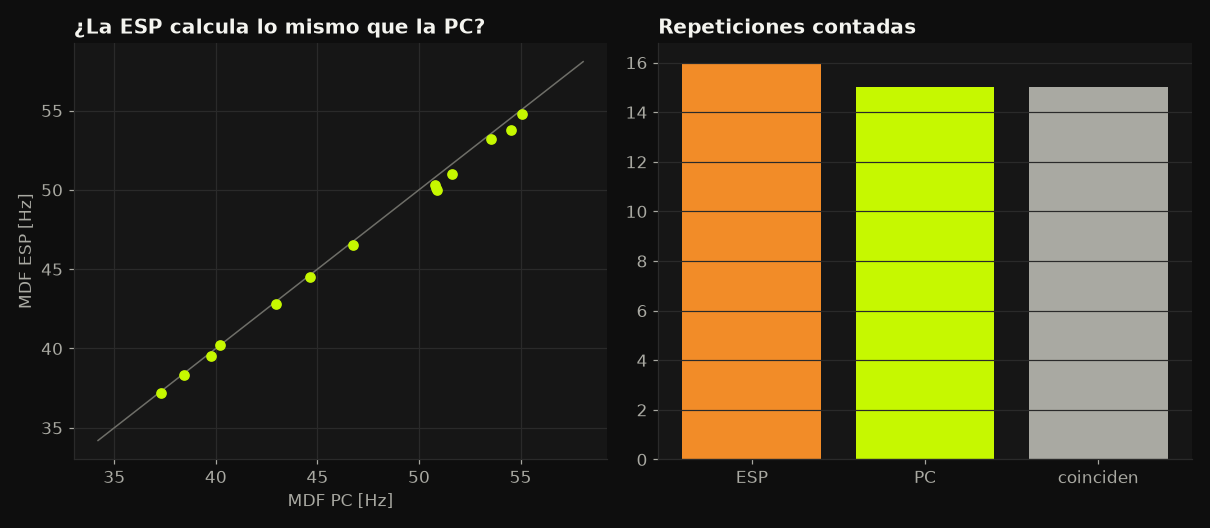 ¿La ESP calcula lo mismo que la PC?
MDF ESP [Hz]
55
50
45
40
35
35 40 45 50 55
MDF PC [Hz]
Repeticiones contadas
16
14
12
10
8
6
4
2
0
ESP PC coinciden